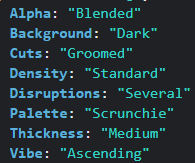 Alpha: "Blended"
Background: "Dark"
Cuts: "Groomed"
Density: "Standard"
Disruptions: "Several"
Palette: "Scrunchie"
Thickness: "Medium"
Vibe: "Ascending"